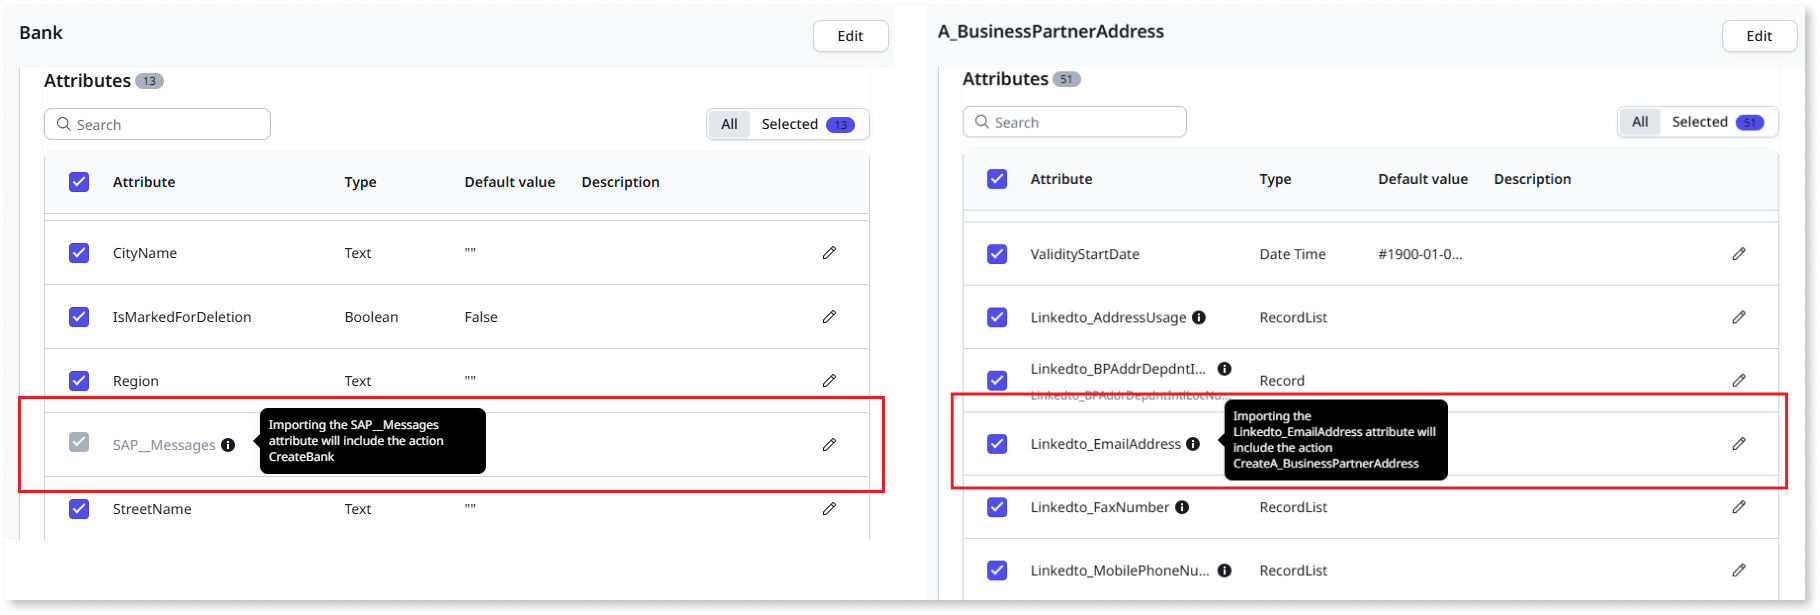 Bank
Edit
Attributes 13
Search
All Selected 13
Attribute Type Default value Description
CityName Text ""
IsMarkedForDeletion Boolean False
Region Text ""
SAP__Messages
Importing the SAP__Messages
attribute will include the action
CreateBank
StreetName Text ""
A_BusinessPartnerAddress
Edit
Attributes 51
Search
All Selected 51
Attribute Type Default value Description
ValidityStartDate Date Time #1900-01-0...
Linkedto_AddressUsage RecordList
Linkedto_BPAddrDepdntI... Record
Linkedto_BPAddrDepdntIntlLocNu...
Linkedto_EmailAddress
Importing the
Linkedto_EmailAddress attribute will
include the action
CreateA_BusinessPartnerAddress
Linkedto_FaxNumber RecordList
Linkedto_MobilePhoneNu... RecordList